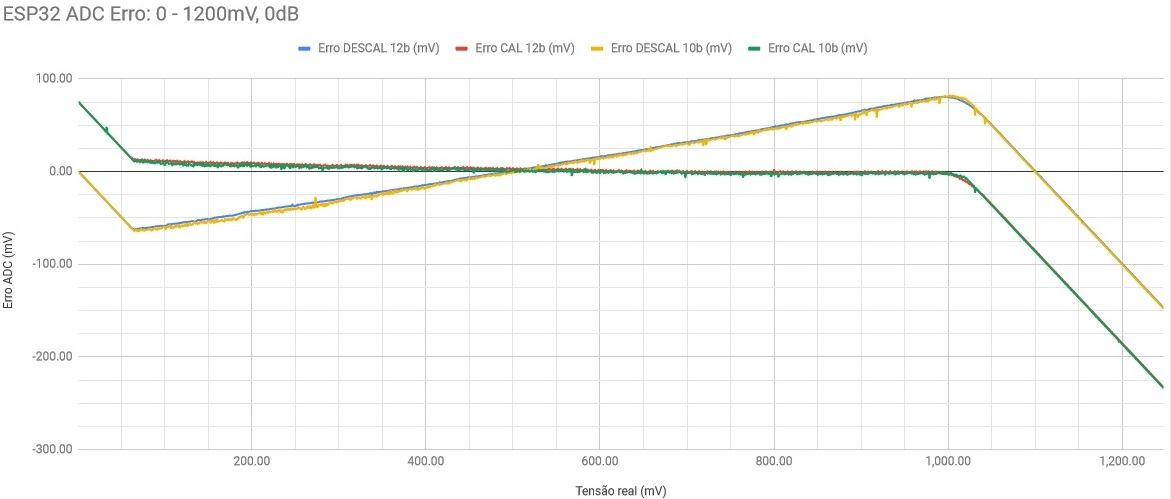 ESP32 ADC Erro: 0 - 1200mV, 0dB
Erro DESCAL 12b (mV) Erro CAL 12b (mV) Erro DESCAL 10b (mV) Erro CAL 10b (mV)
100.00
0.00
-100.00
-200.00
-300.00
Erro ADC (mV)
200.00 400.00 600.00 800.00 1,000.00 1,200.00
Tensão real (mV)